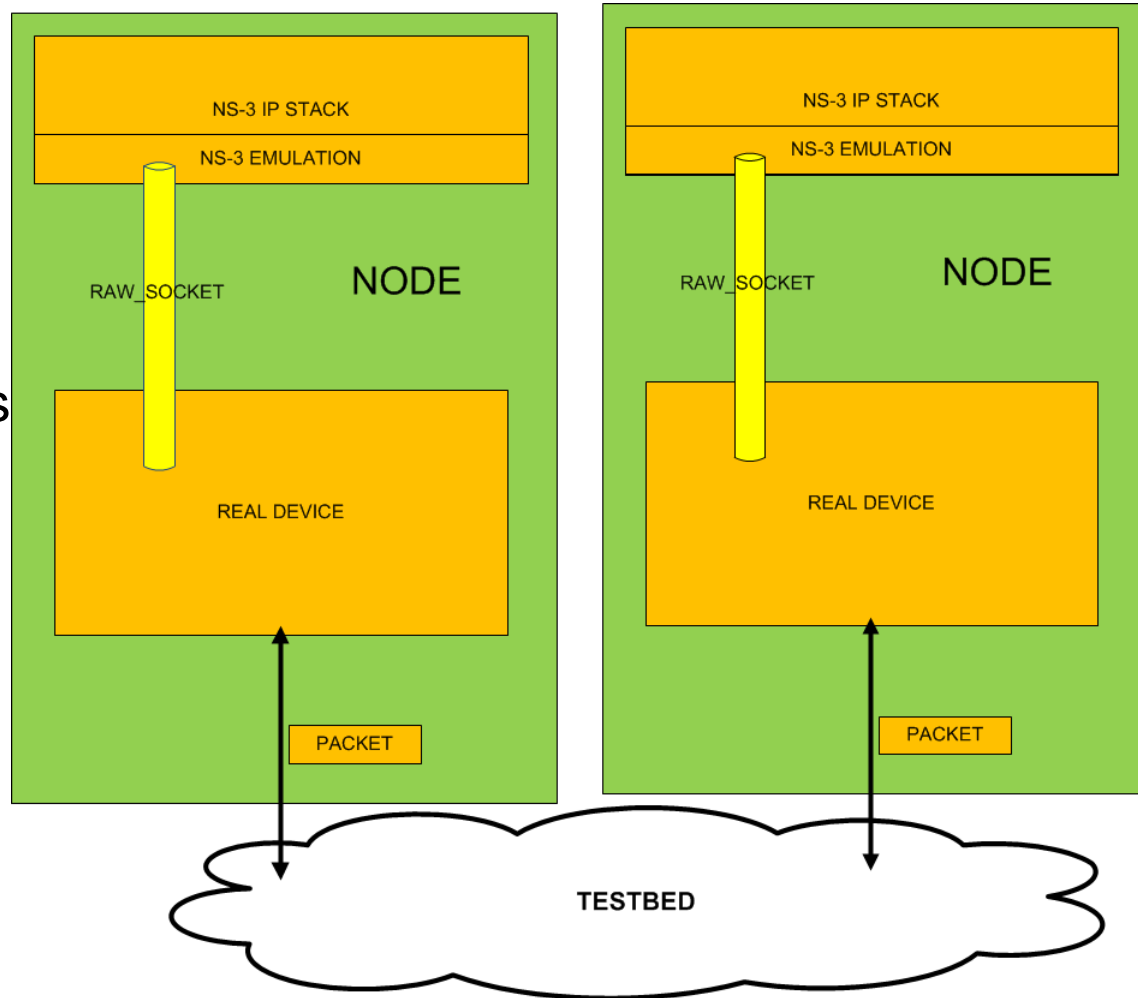 NS-3 IP STACK
NS-3 EMULATION
RAW_SOCKET
NODE
REAL DEVICE
PACKET
NS-3 IP STACK
NS-3 EMULATION
RAW_SOCKET
NODE
REAL DEVICE
PACKET
s
TESTBED